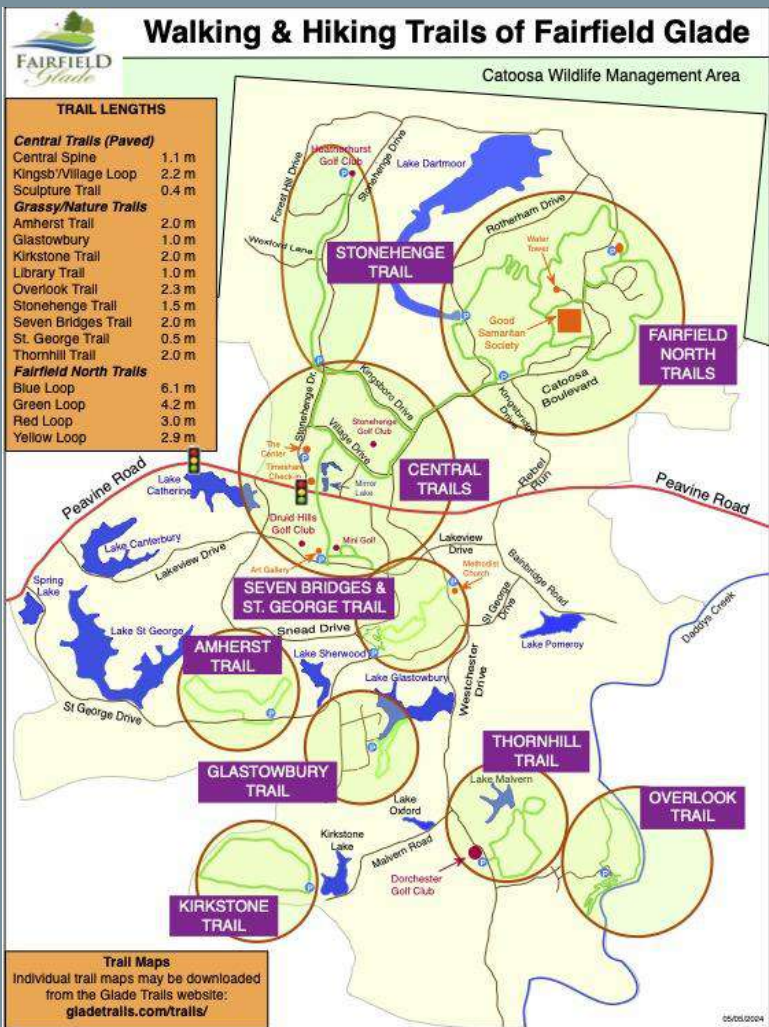 Walking & Hiking Trails of Fairfield Glade
FAIRFIELD
Glade
Catoosa Wildlife Management Area
TRAIL LENGTHS
Central Trails (Paved)
Central Spine 1.1 m
Kingsb'/Village Loop 2.2 m
Sculpture Trail 0.4 m
Grassy/Nature Trails
Amherst Trail 2.0 m
Glastowbury 1.0 m
Kirkstone Trail 2.0 m
Library Trail 1.0 m
Overlook Trail 2.3 m
Stonehenge Trail 1.5 m
Seven Bridges Trail 2.0 m
St. George Trail 0.5 m
Thornhill Trail 2.0 m
Fairfield North Trails
Blue Loop 6.1 m
Green Loop 4.2 m
Red Loop 3.0 m
Yellow Loop 2.9 m
Heatherhurst
Golf Club
P
Forest Hill Drive
Stonehenge Drive
Lake Dartmoor
Wexford Lane
Rotherham Drive
STONEHENGE
TRAIL
Water
Tower
P
Good
Samaritan
Society
P
FAIRFIELD
NORTH
TRAILS
P
P
Catoosa
Boulevard
Kingsbridge
Drive
Stonehenge Dr.
Kingsboro Drive
Village Drive
Stonehenge
Golf Club
The
Center
P
Timeshare
Check-in
Mirror
Lake
CENTRAL
TRAILS
Rebel
Run
Peavine Road
Peavine Road
Lake
Catherine
Druid Hills
Golf Club
Mini Golf
Art Gallery
P
Lake Canterbury
Lakeview Drive
Lakeview
Drive
Methodist
Church
P
Bainbridge Road
Spring
Lake
SEVEN BRIDGES &
ST. GEORGE TRAIL
St George
Drive
Daddys Creek
Lake St George
Snead Drive
Lake Pomeroy
AMHERST
TRAIL
Lake Sherwood
P
Lake Glastowbury
Westchester
Drive
St George Drive
P
P
GLASTOWBURY
TRAIL
THORNHILL
TRAIL
Lake Malvern
OVERLOOK
TRAIL
Lake
Oxford
Kirkstone
Lake
Malvern Road
P
Dorchester
Golf Club
P
P
KIRKSTONE
TRAIL
Trail Maps
Individual trail maps may be downloaded
from the Glade Trails website:
gladetrails.com/trails/
05/05/2024